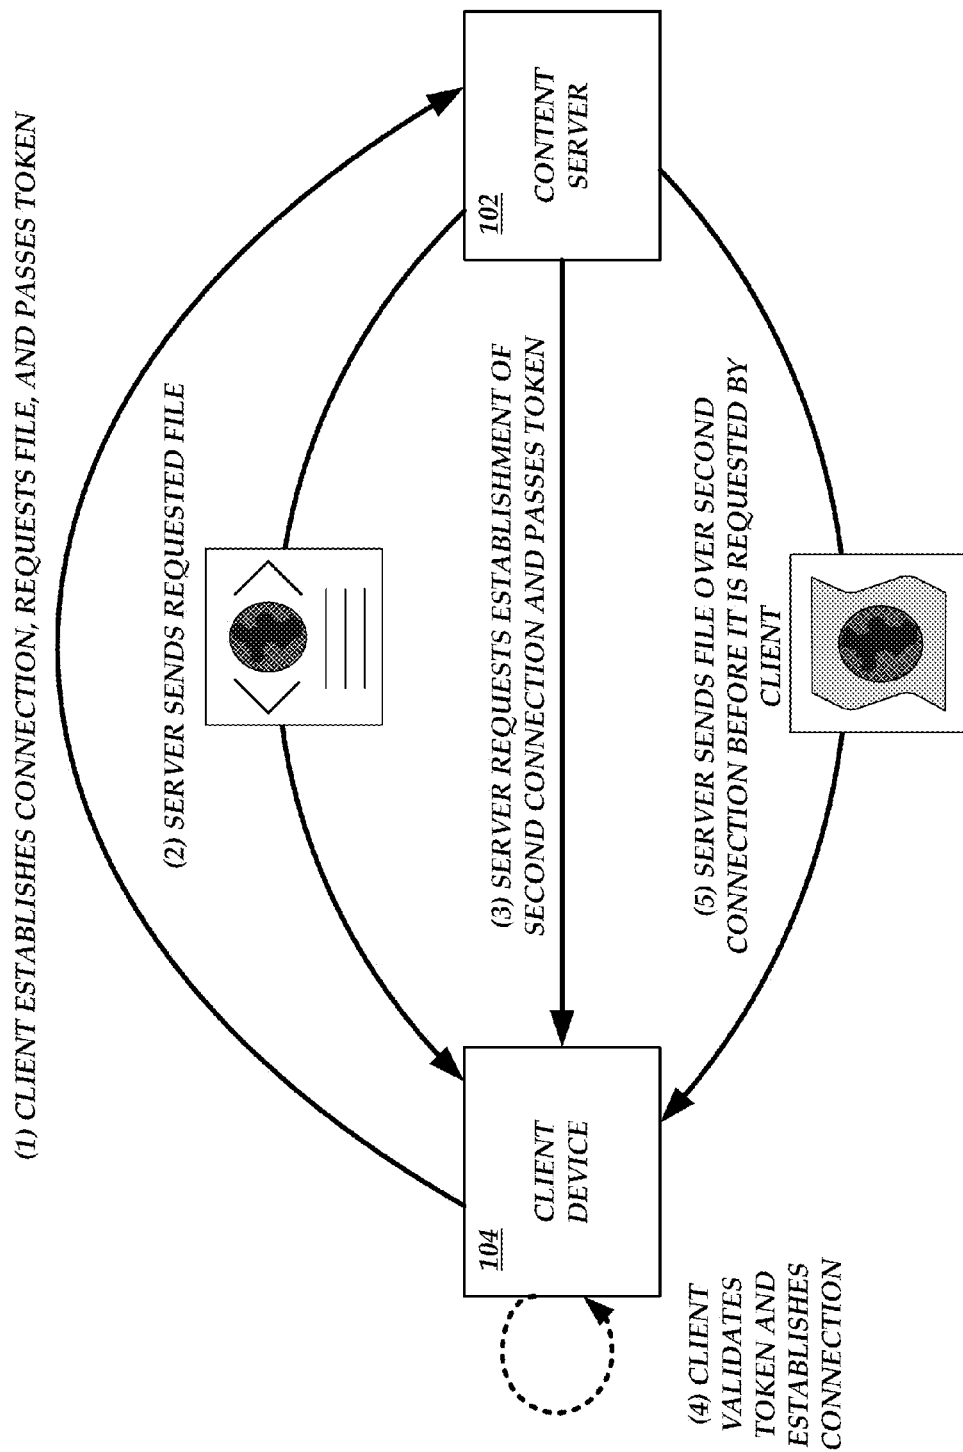 (1) CLIENT ESTABLISHES CONNECTION, REQUESTS FILE, AND PASSES TOKEN
(2) SERVER SENDS REQUESTED FILE
104
CLIENT
DEVICE
(3) SERVER REQUESTS ESTABLISHMENT OF
SECOND CONNECTION AND PASSES TOKEN
102
CONTENT
SERVER
(4) CLIENT
VALIDATES
TOKEN AND
ESTABLISHES
CONNECTION
(5) SERVER SENDS FILE OVER SECOND
CONNECTION BEFORE IT IS REQUESTED BY
CLIENT